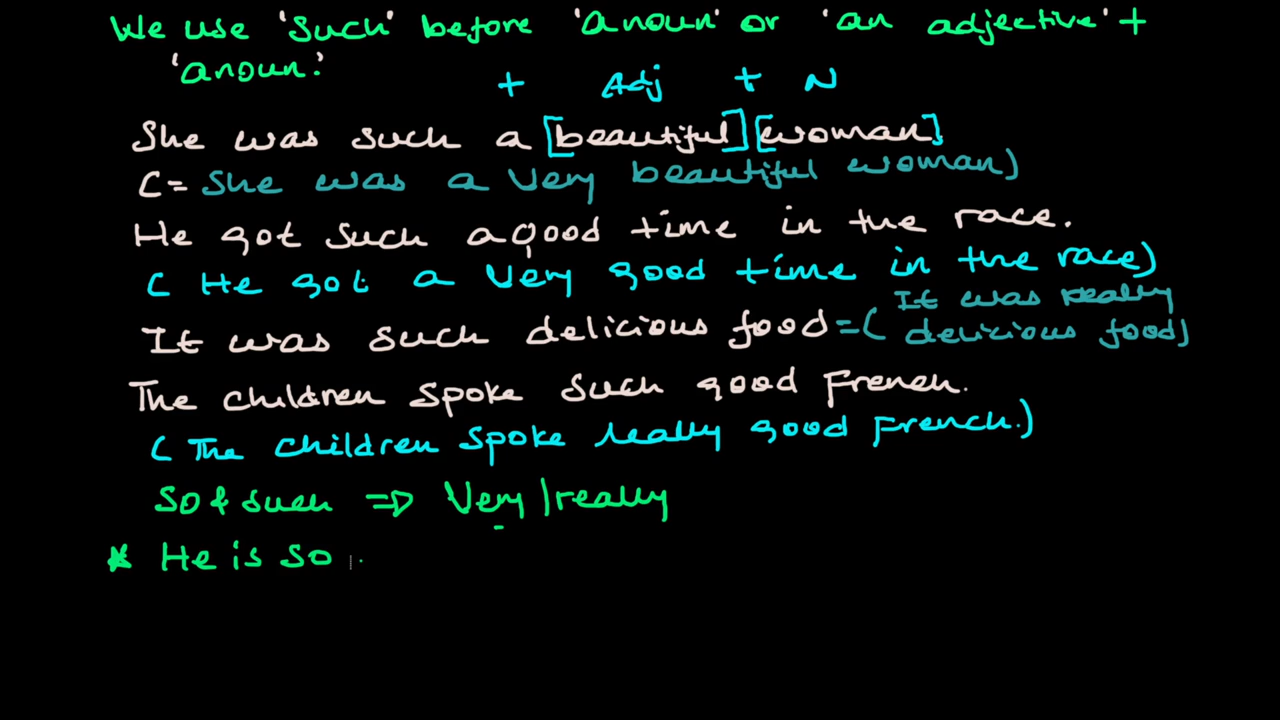 We use 'such' before 'a noun' or 'an adjective' +
'a noun.'
+ Adj + N
She was such a [beautiful] [woman]
(= She was a very beautiful woman)
He got such a good time in the race.
( He got a very good time in the race)
It was such delicious food = ( It was really
delicious food)
The children spoke such good French.
( The children spoke really good French.)
So & such => Very | really
* He is so